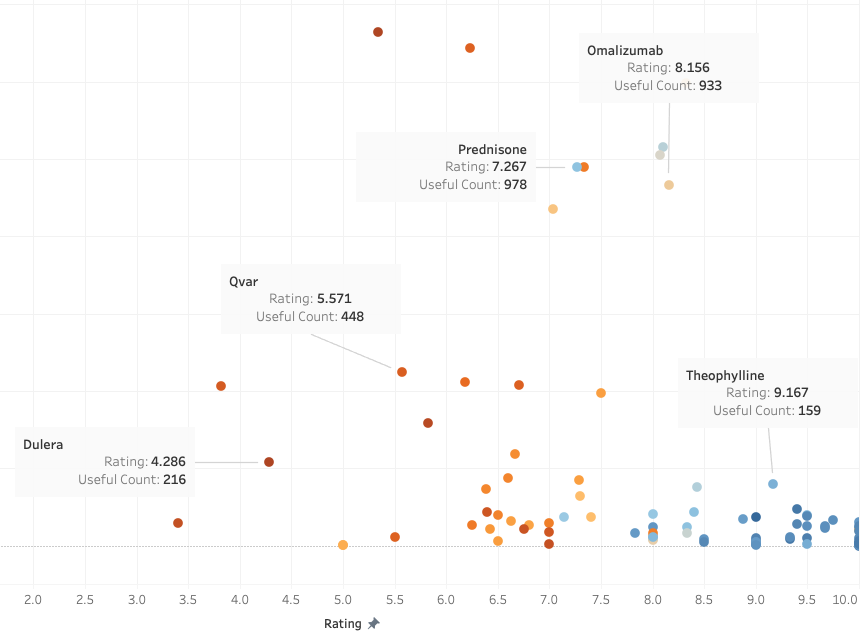 Omalizumab
Rating: 8.156
Useful Count: 933
Prednisone
Rating: 7.267
Useful Count: 978
Qvar
Rating: 5.571
Useful Count: 448
Theophylline
Rating: 9.167
Useful Count: 159
Dulera
Rating: 4.286
Useful Count: 216
2.0 2.5 3.0 3.5 4.0 4.5 5.0 5.5 6.0 6.5 7.0 7.5 8.0 8.5 9.0 9.5 10.0
Rating